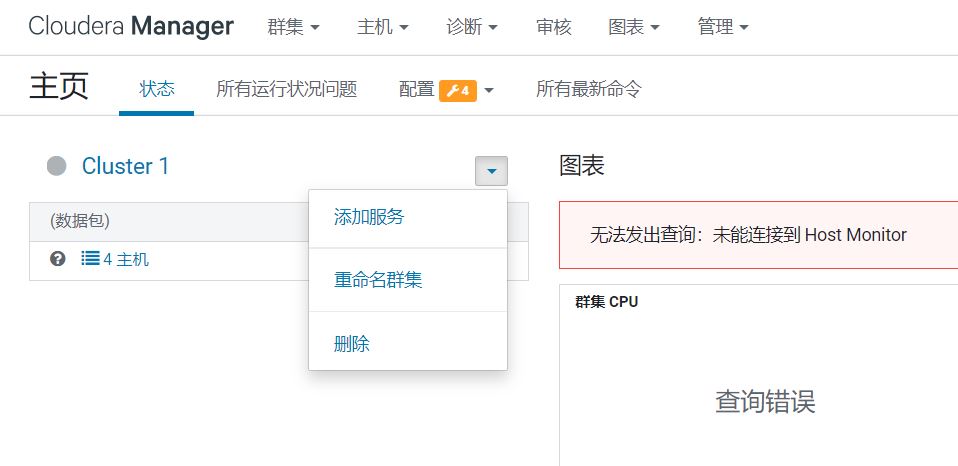 Cloudera Manager 群集 主机 诊断 审核 图表 管理
主页 状态 所有运行状况问题 配置 4 所有最新命令
Cluster 1
(数据包)
4 主机
添加服务
重命名群集
删除
图表
无法发出查询：未能连接到 Host Monitor
群集 CPU
查询错误